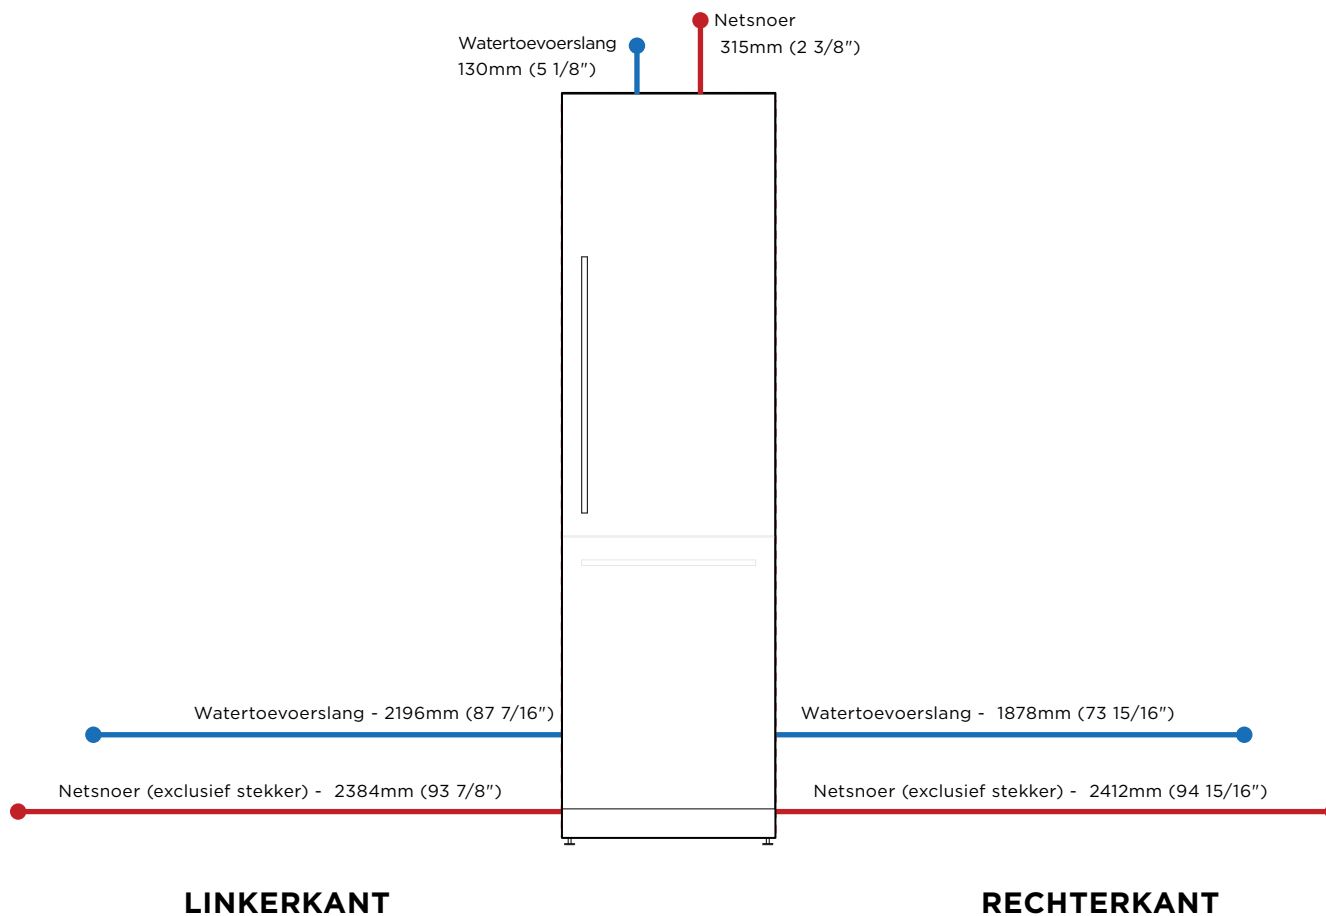 Netsnoer
315mm (2 3/8")
Watertoevoerslang
130mm (5 1/8")
Watertoevoerslang - 2196mm (87 7/16")
Watertoevoerslang - 1878mm (73 15/16")
Netsnoer (exclusief stekker) - 2384mm (93 7/8")
Netsnoer (exclusief stekker) - 2412mm (94 15/16")
LINKERKANT
RECHTERKANT